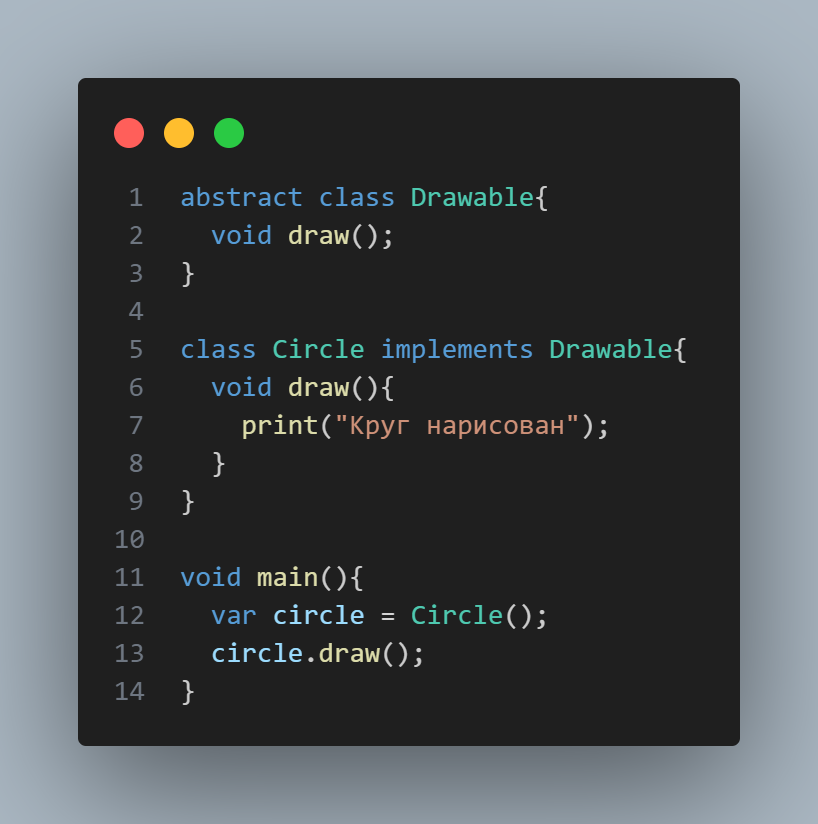 1 abstract class Drawable{
2   void draw();
3 }
4
5 class Circle implements Drawable{
6   void draw(){
7     print("Круг нарисован");
8   }
9 }
10
11 void main(){
12   var circle = Circle();
13   circle.draw();
14 }